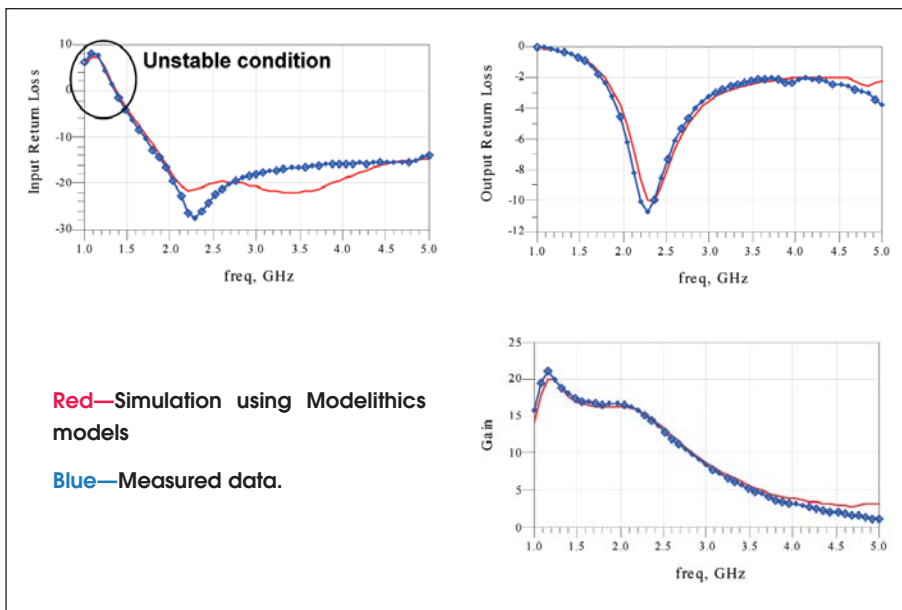 10
0
-10
-20
-30
Input Return Loss
Unstable condition
1.0 1.5 2.0 2.5 3.0 3.5 4.0 4.5 5.0
freq, GHz
0
-2
-4
-6
-8
-10
-12
Output Return Loss
1.0 1.5 2.0 2.5 3.0 3.5 4.0 4.5 5.0
freq, GHz
Red—Simulation using Modelithics
models
Blue—Measured data.
25
20
15
10
5
0
Gain
1.0 1.5 2.0 2.5 3.0 3.5 4.0 4.5 5.0
freq, GHz